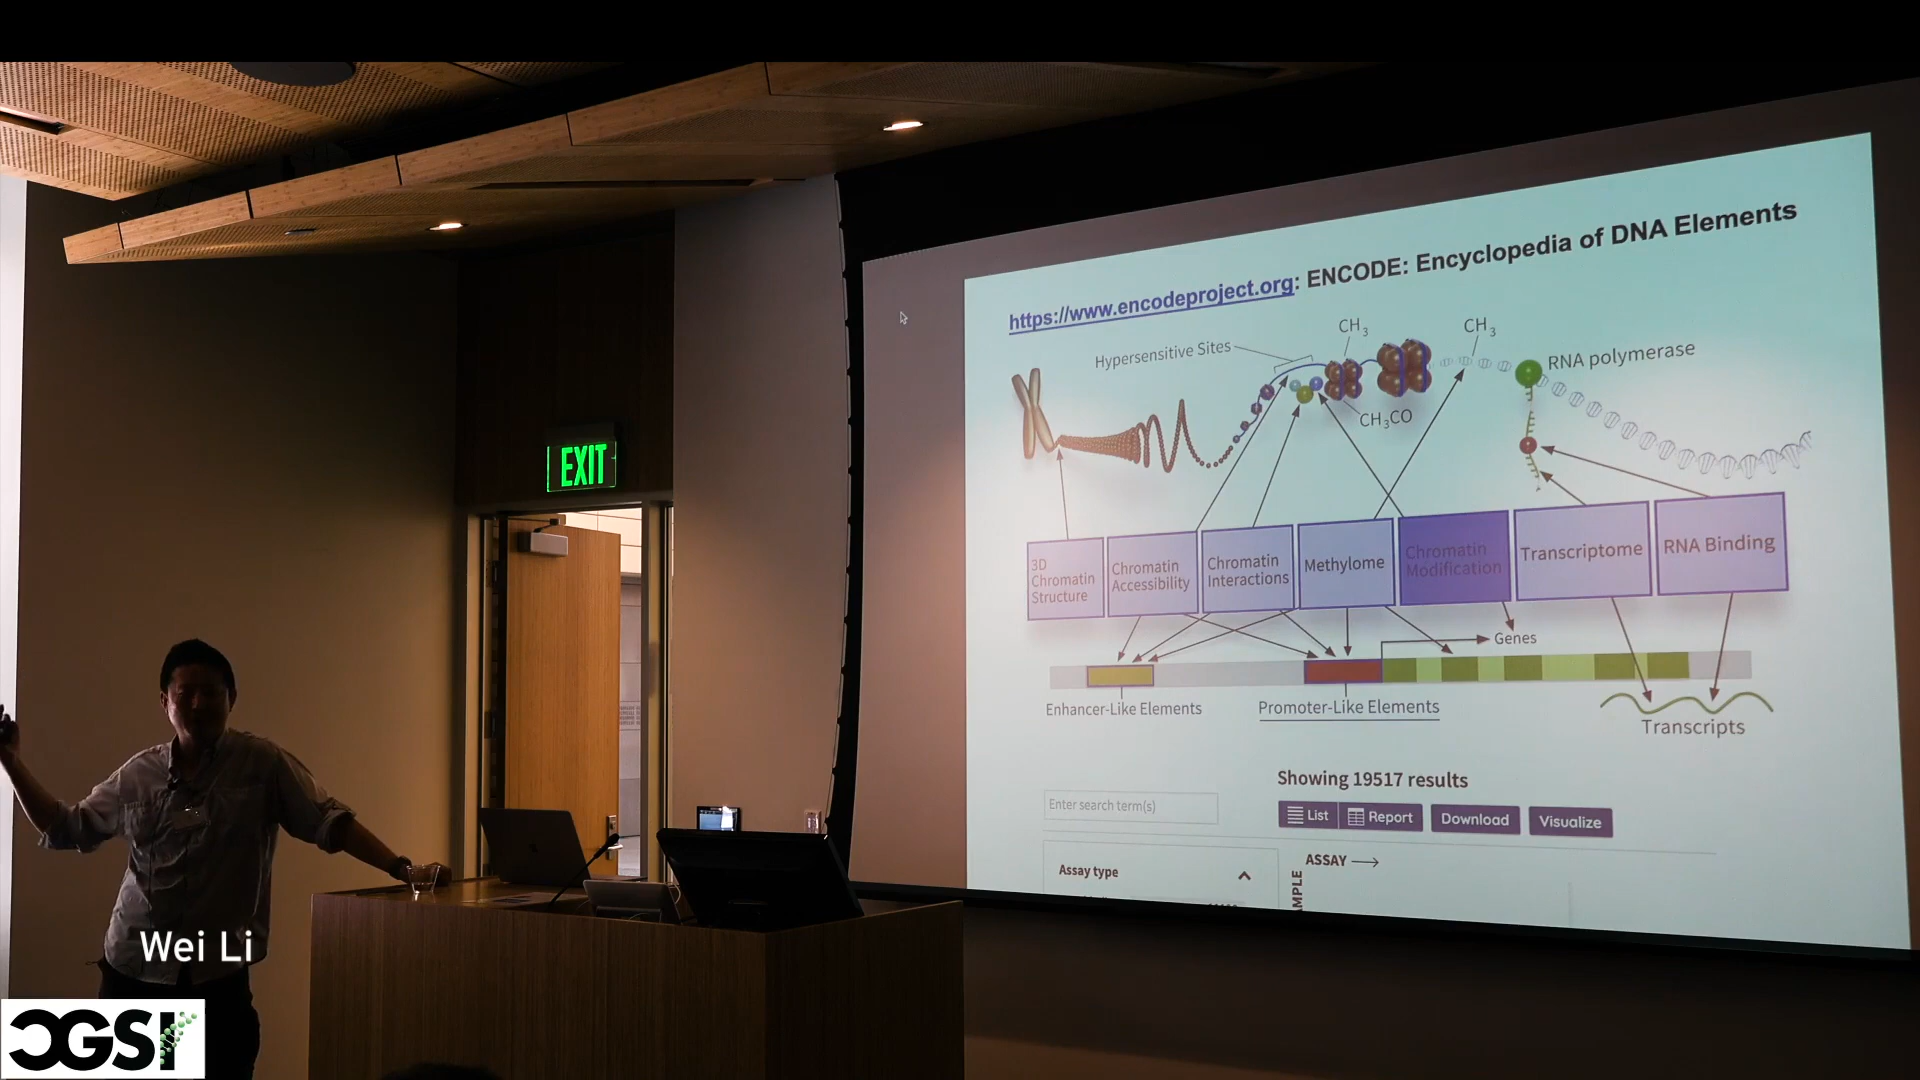 https://www.encodeproject.org: ENCODE: Encyclopedia of DNA Elements
CH3
CH3
Hypersensitive Sites
RNA polymerase
CH3CO
EXIT
3D
Chromatin
Structure
Chromatin
Accessibility
Chromatin
Interactions
Methylome
Chromatin
Modification
Transcriptome
RNA Binding
Genes
Enhancer-Like Elements
Promoter-Like Elements
Transcripts
Showing 19517 results
Enter search term(s)
List
Report
Download
Visualize
Assay type
ASSAY
Wei Li
CGSI